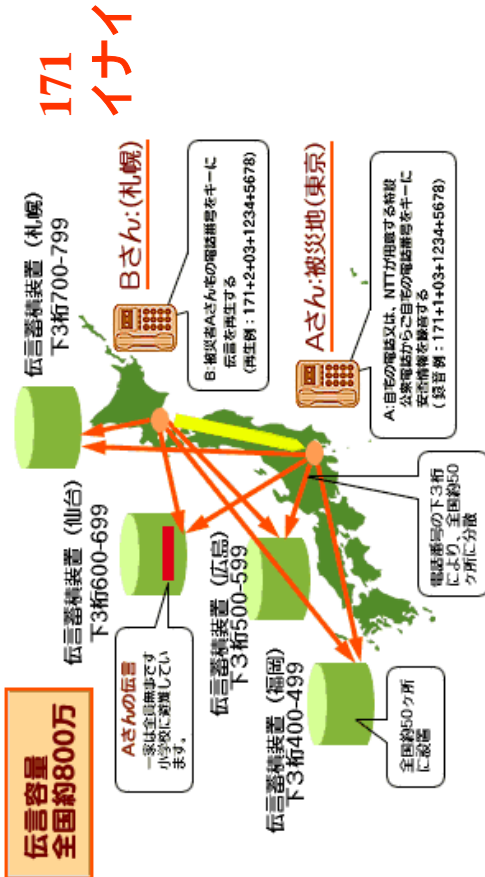 伝言容量
全国約800万
171
イナイ
伝言蓄積装置（札幌）
下3桁700-799
Bさん:(札幌)
B: 被災者Aさん宅の電話番号をキーに
伝言を再生する
(再生例：171+2+03+1234+5678)
伝言蓄積装置（仙台）
下3桁600-699
Aさんの伝言
一家は全員無事です
小学校に避難してい
ます。
Aさん:被災地(東京)
A:自宅の電話又は、NTTが用意する特設
公衆電話からご自宅の電話番号をキーに
安否情報を録音する
(録音例：171+1+03+1234+5678)
伝言蓄積装置（広島）
下3桁500-599
伝言蓄積装置（福岡）
下3桁400-499
電話番号の下3桁
により、全国約50
ケ所に分散
全国約50ケ所
に設置